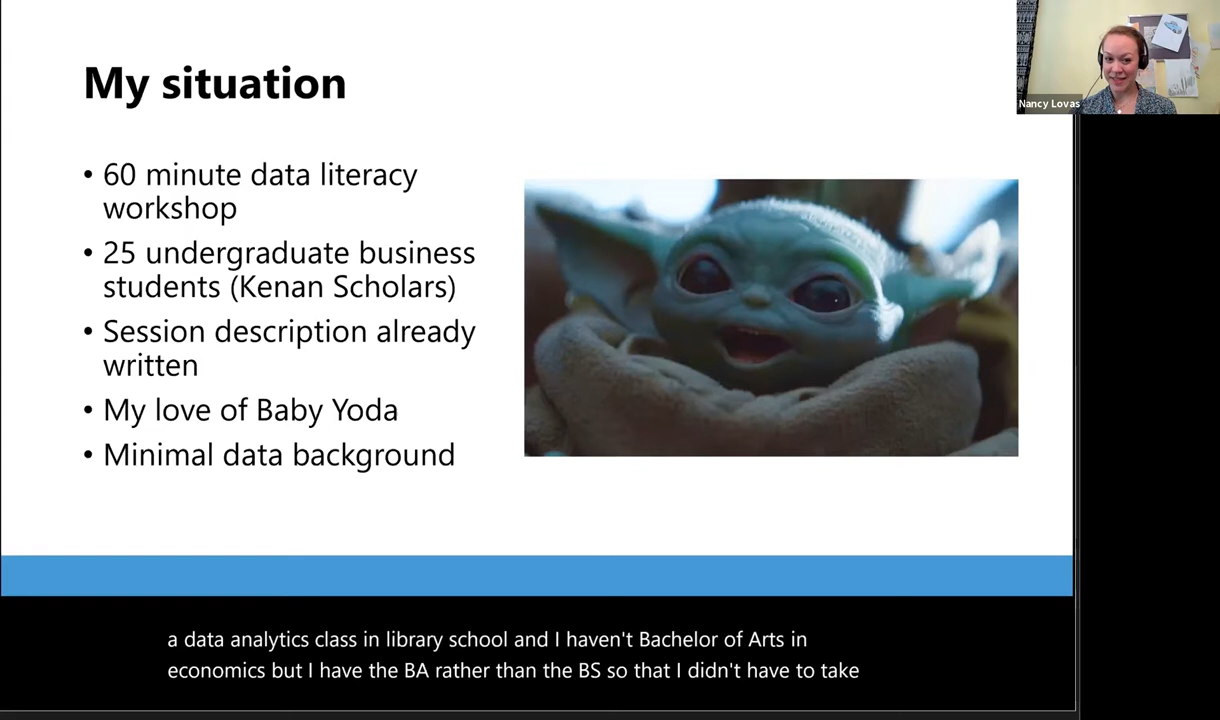 My situation
• 60 minute data literacy
workshop
• 25 undergraduate business
students (Kenan Scholars)
• Session description already
written
• My love of Baby Yoda
• Minimal data background
Nancy Lovas
a data analytics class in library school and I haven't Bachelor of Arts in
economics but I have the BA rather than the BS so that I didn't have to take